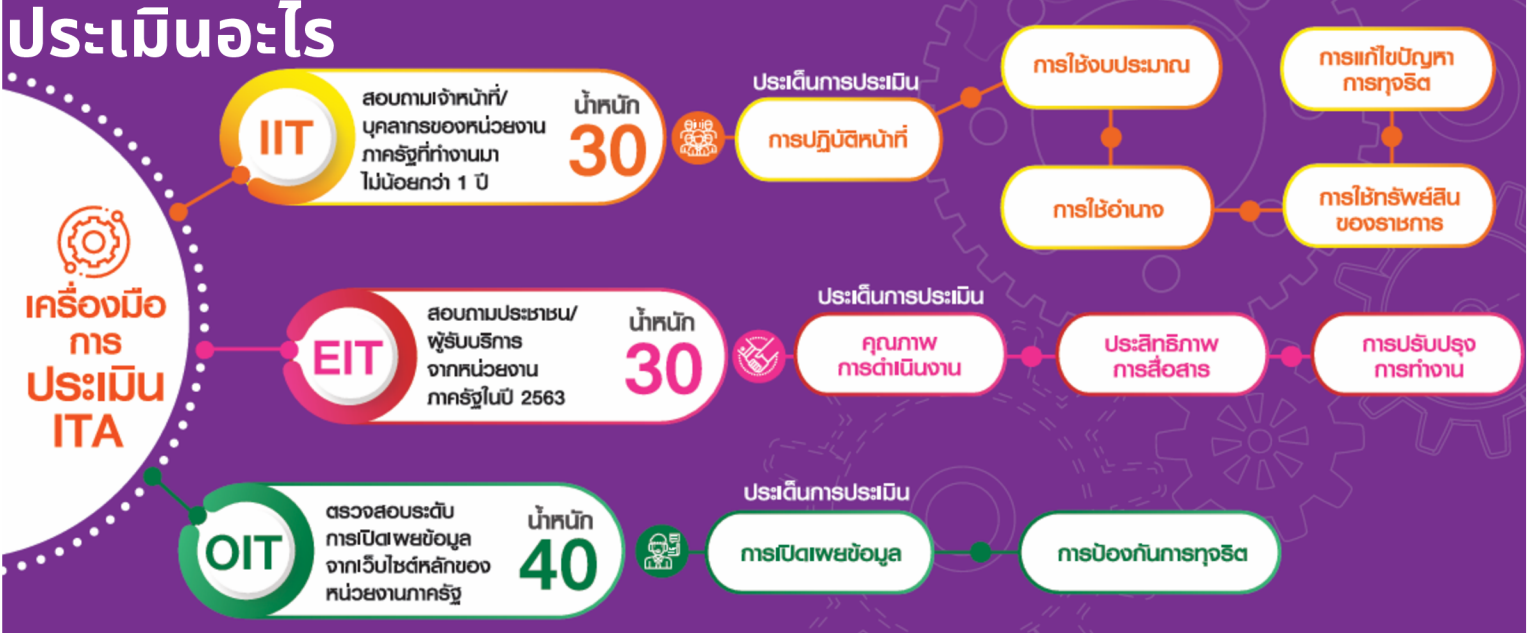 ประเมินอะไร
เครื่องมือ
การ
ประเมิน
ITA
IIT
สอบถามเจ้าหน้าที่/
บุคลากรของหน่วยงาน
ภาครัฐที่ทำงานมา
ไม่น้อยกว่า 1 ปี
น้ำหนัก
30
ประเด็นการประเมิน
การปฏิบัติหน้าที่
การใช้งบประมาณ
การใช้อำนาจ
การใช้ทรัพย์สิน
ของราชการ
การแก้ไขปัญหา
การทุจริต
EIT
สอบถามประชาชน/
ผู้รับบริการ
จากหน่วยงาน
ภาครัฐในปี 2563
น้ำหนัก
30
ประเด็นการประเมิน
คุณภาพ
การดำเนินงาน
ประสิทธิภาพ
การสื่อสาร
การปรับปรุง
การทำงาน
OIT
ตรวจสอบระดับ
การเปิดเผยข้อมูล
จากเว็บไซต์หลักของ
หน่วยงานภาครัฐ
น้ำหนัก
40
ประเด็นการประเมิน
การเปิดเผยข้อมูล
การป้องกันการทุจริต